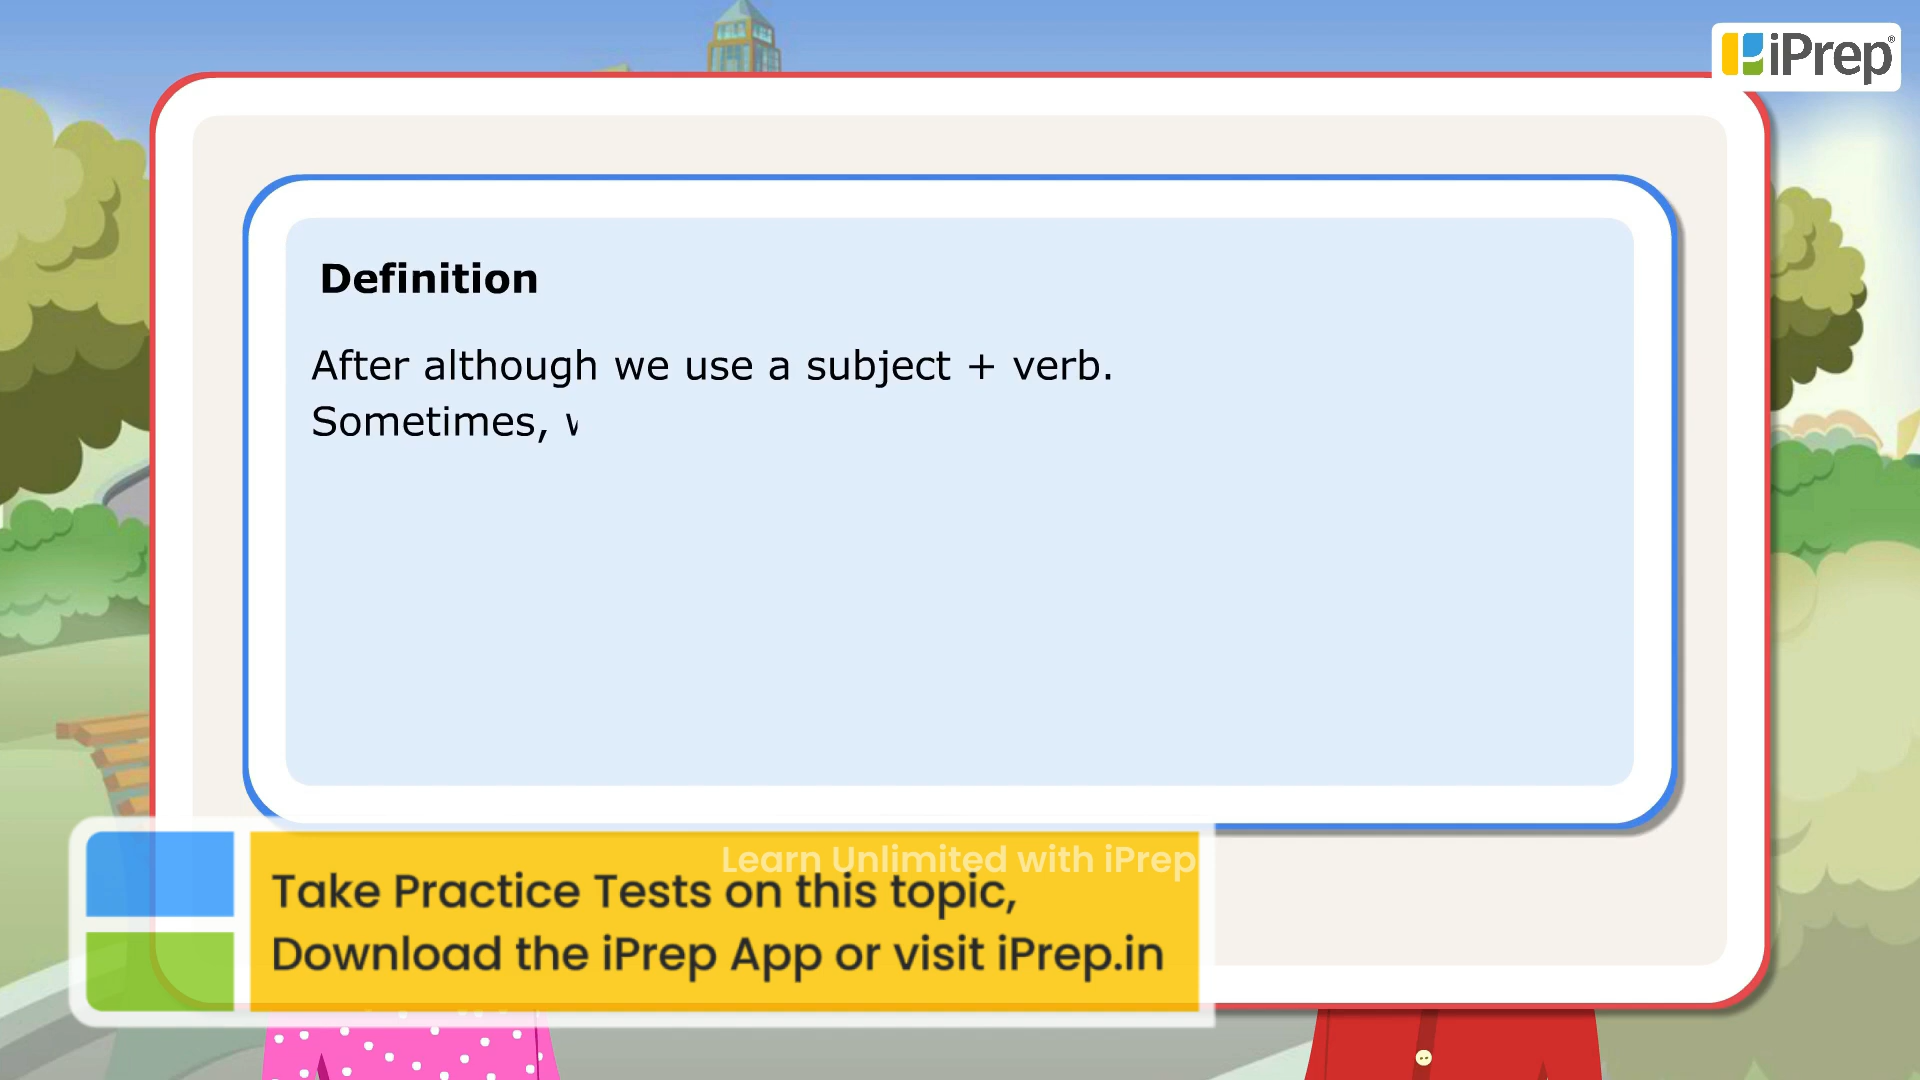 iPrep®
Definition
After although we use a subject + verb.
Sometimes,
Learn Unlimited with iPrep
Take Practice Tests on this topic,
Download the iPrep App or visit iPrep.in